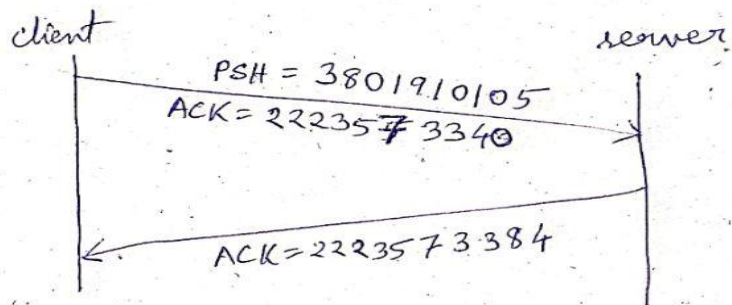 client
server
PSH = 3801910105
ACK = 2223573340
ACK = 2223573384